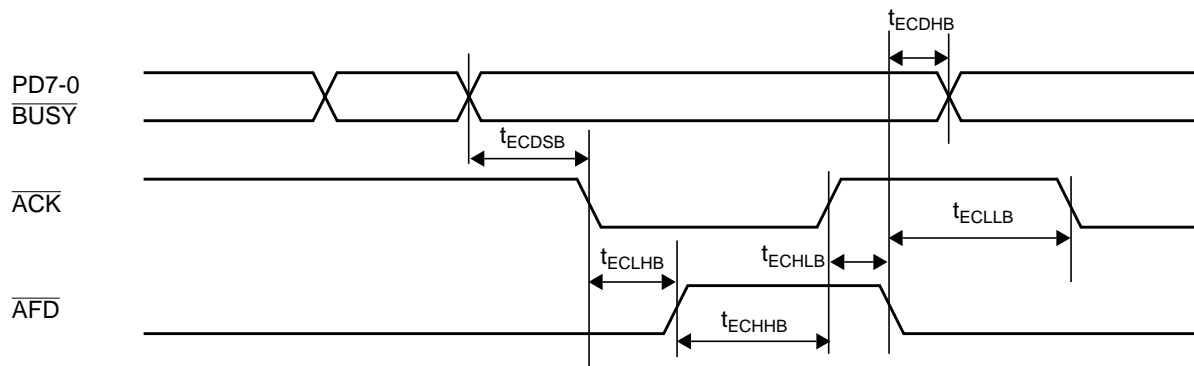 tECDHB
PD7-0
BUSY
tECDSB
ACK
tECLLB
tECHLB
tECLHB
AFD
tECHHB